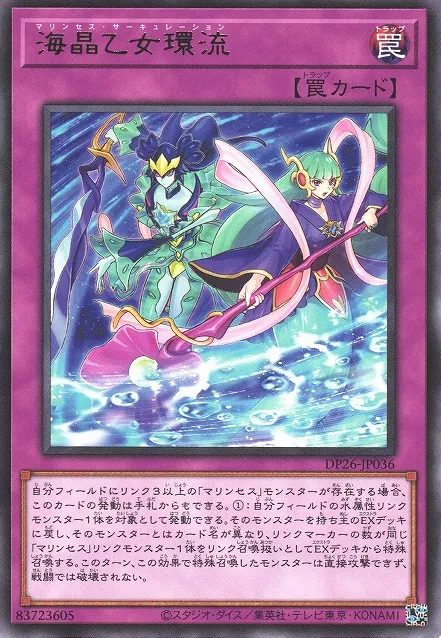 マリンセス・サーキュレーション
海晶乙女環流
トラップ
罠
【罠カード】
トラップ
DP26-JP036
自分フィールドにリンク３以上の「マリンセス」モンスターが存在する場合、
このカードの発動は手札からもできる。①：自分フィールドの水属性リンク
モンスター１体を対象として発動できる。そのモンスターを持ち主のEXデッキ
に戻し、そのモンスターとはカード名が異なり、リンクマーカーの数が同じ
「マリンセス」リンクモンスター１体をリンク召喚扱いとしてEXデッキから特殊
召喚する。このターン、この効果で特殊召喚したモンスターは直接攻撃できず、
戦闘では破壊されない。
83723605
©スタジオ・ダイス／集英社・テレビ東京・KONAMI